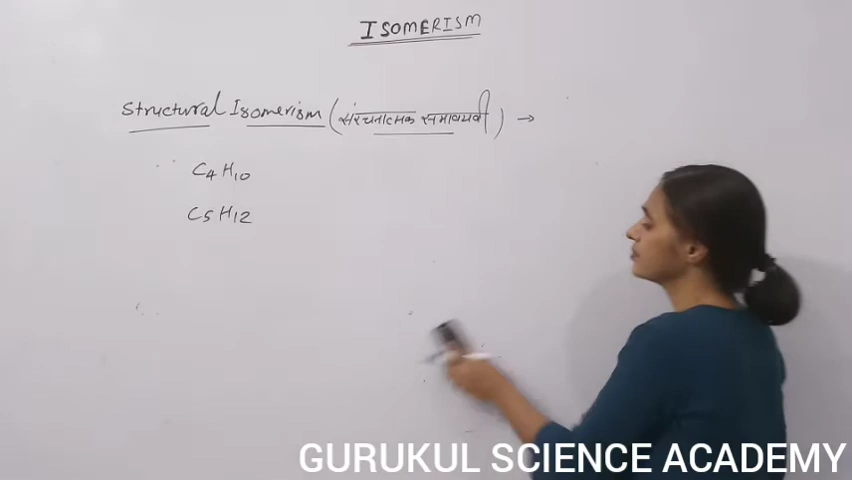 ISOMERISM
Structural Isomerism (संरचनात्मक समावयवी) →
C₄H₁₀
C₅H₁₂
GURUKUL SCIENCE ACADEMY